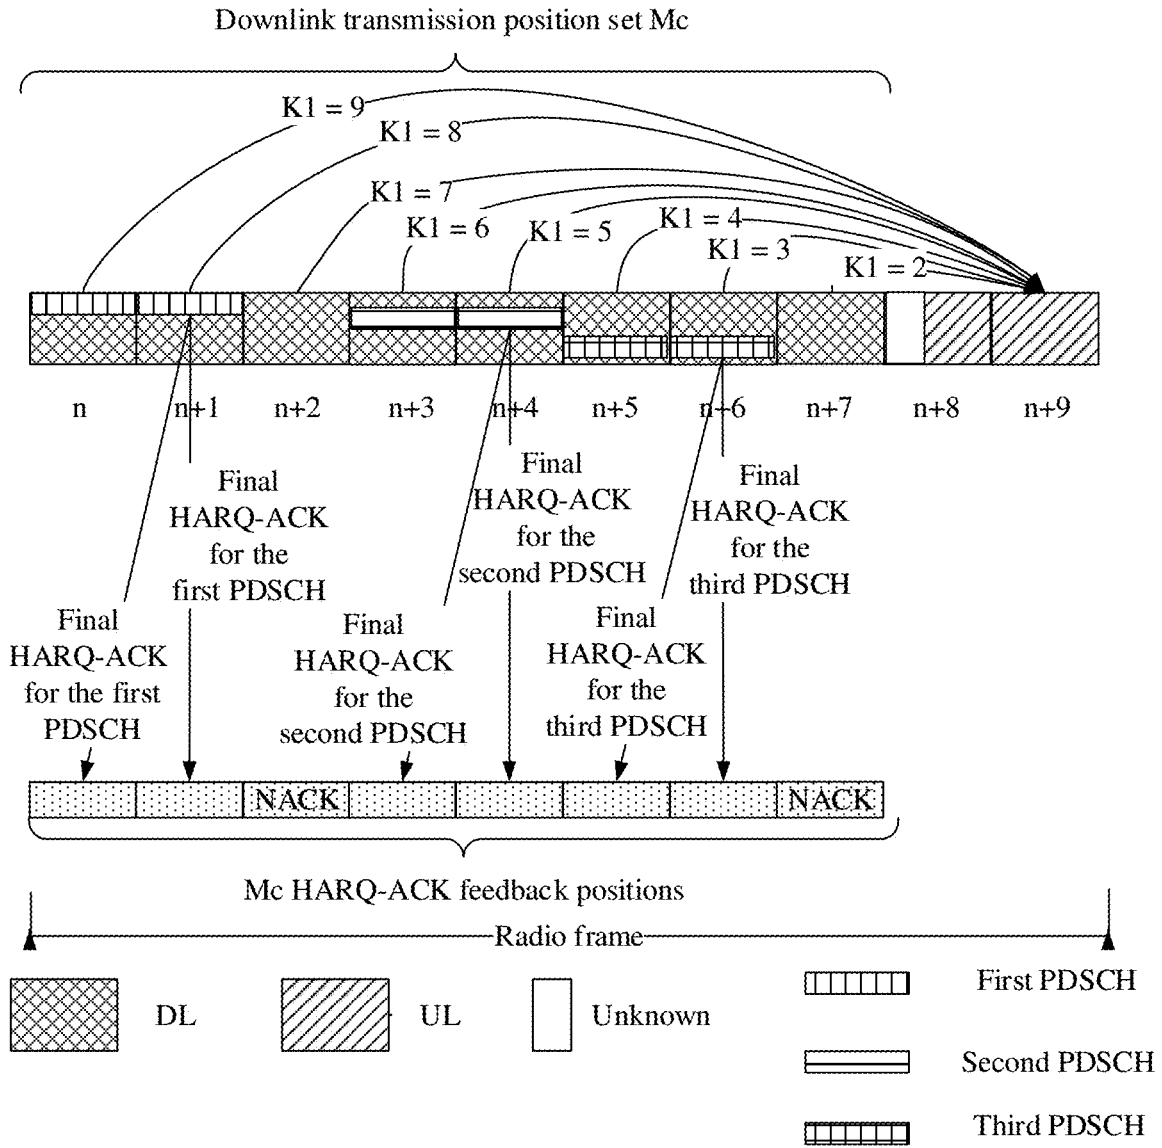 Downlink transmission position set Mc
K1 = 9
K1 = 8
K1 = 7
K1 = 6
K1 = 5
K1 = 4
K1 = 3
K1 = 2
n
n+1
n+2
n+3
n+4
n+5
n+6
n+7
n+8
n+9
Final
HARQ-ACK
for the
first PDSCH
Final
HARQ-ACK
for the
second PDSCH
Final
HARQ-ACK
for the
third PDSCH
Final
HARQ-ACK
for the first
PDSCH
Final
HARQ-ACK
for the
second PDSCH
Final
HARQ-ACK
for the
third PDSCH
NACK
NACK
Mc HARQ-ACK feedback positions
Radio frame
DL
UL
Unknown
First PDSCH
Second PDSCH
Third PDSCH